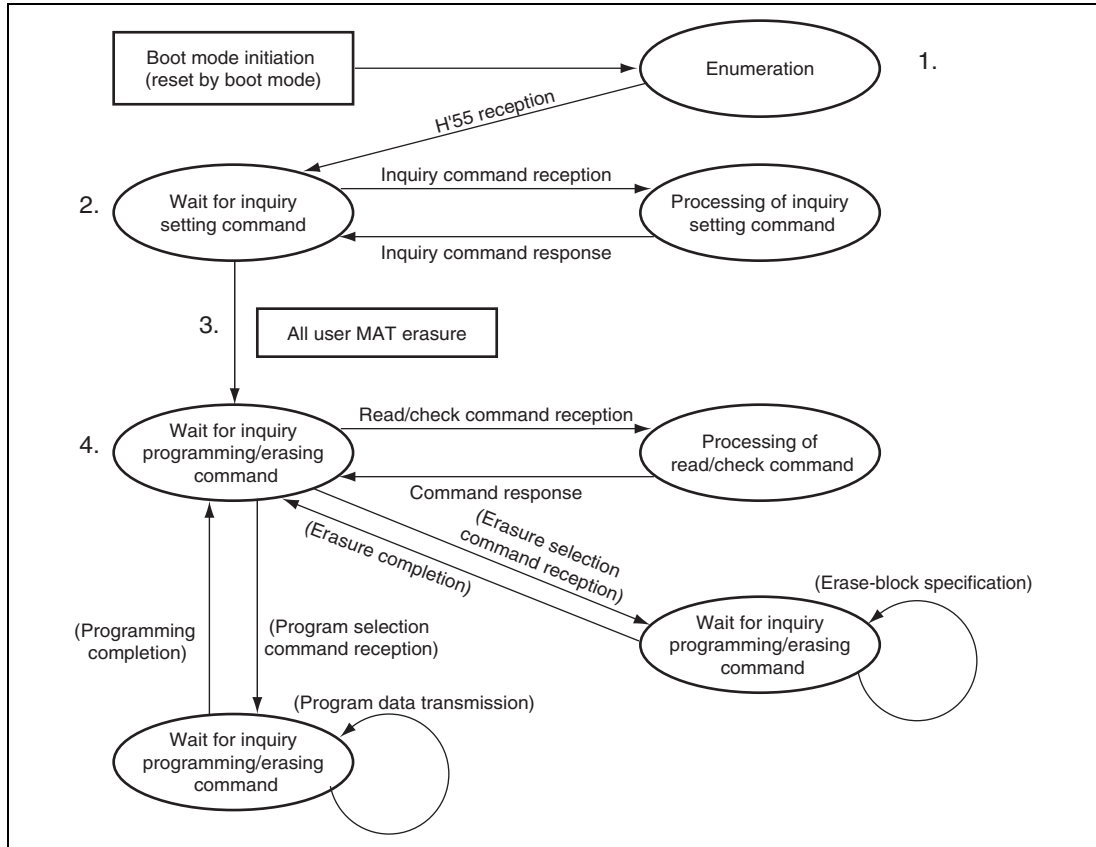 Boot mode initiation
(reset by boot mode)
Enumeration
1.
H'55 reception
2.
Wait for inquiry
setting command
Inquiry command reception
Inquiry command response
Processing of inquiry
setting command
3.
All user MAT erasure
4.
Wait for inquiry
programming/erasing
command
Read/check command reception
Command response
Processing of
read/check command
(Erasure selection
command reception)
(Erasure completion)
(Erase-block specification)
Wait for inquiry
programming/erasing
command
(Programming
completion)
(Program selection
command reception)
(Program data transmission)
Wait for inquiry
programming/erasing
command